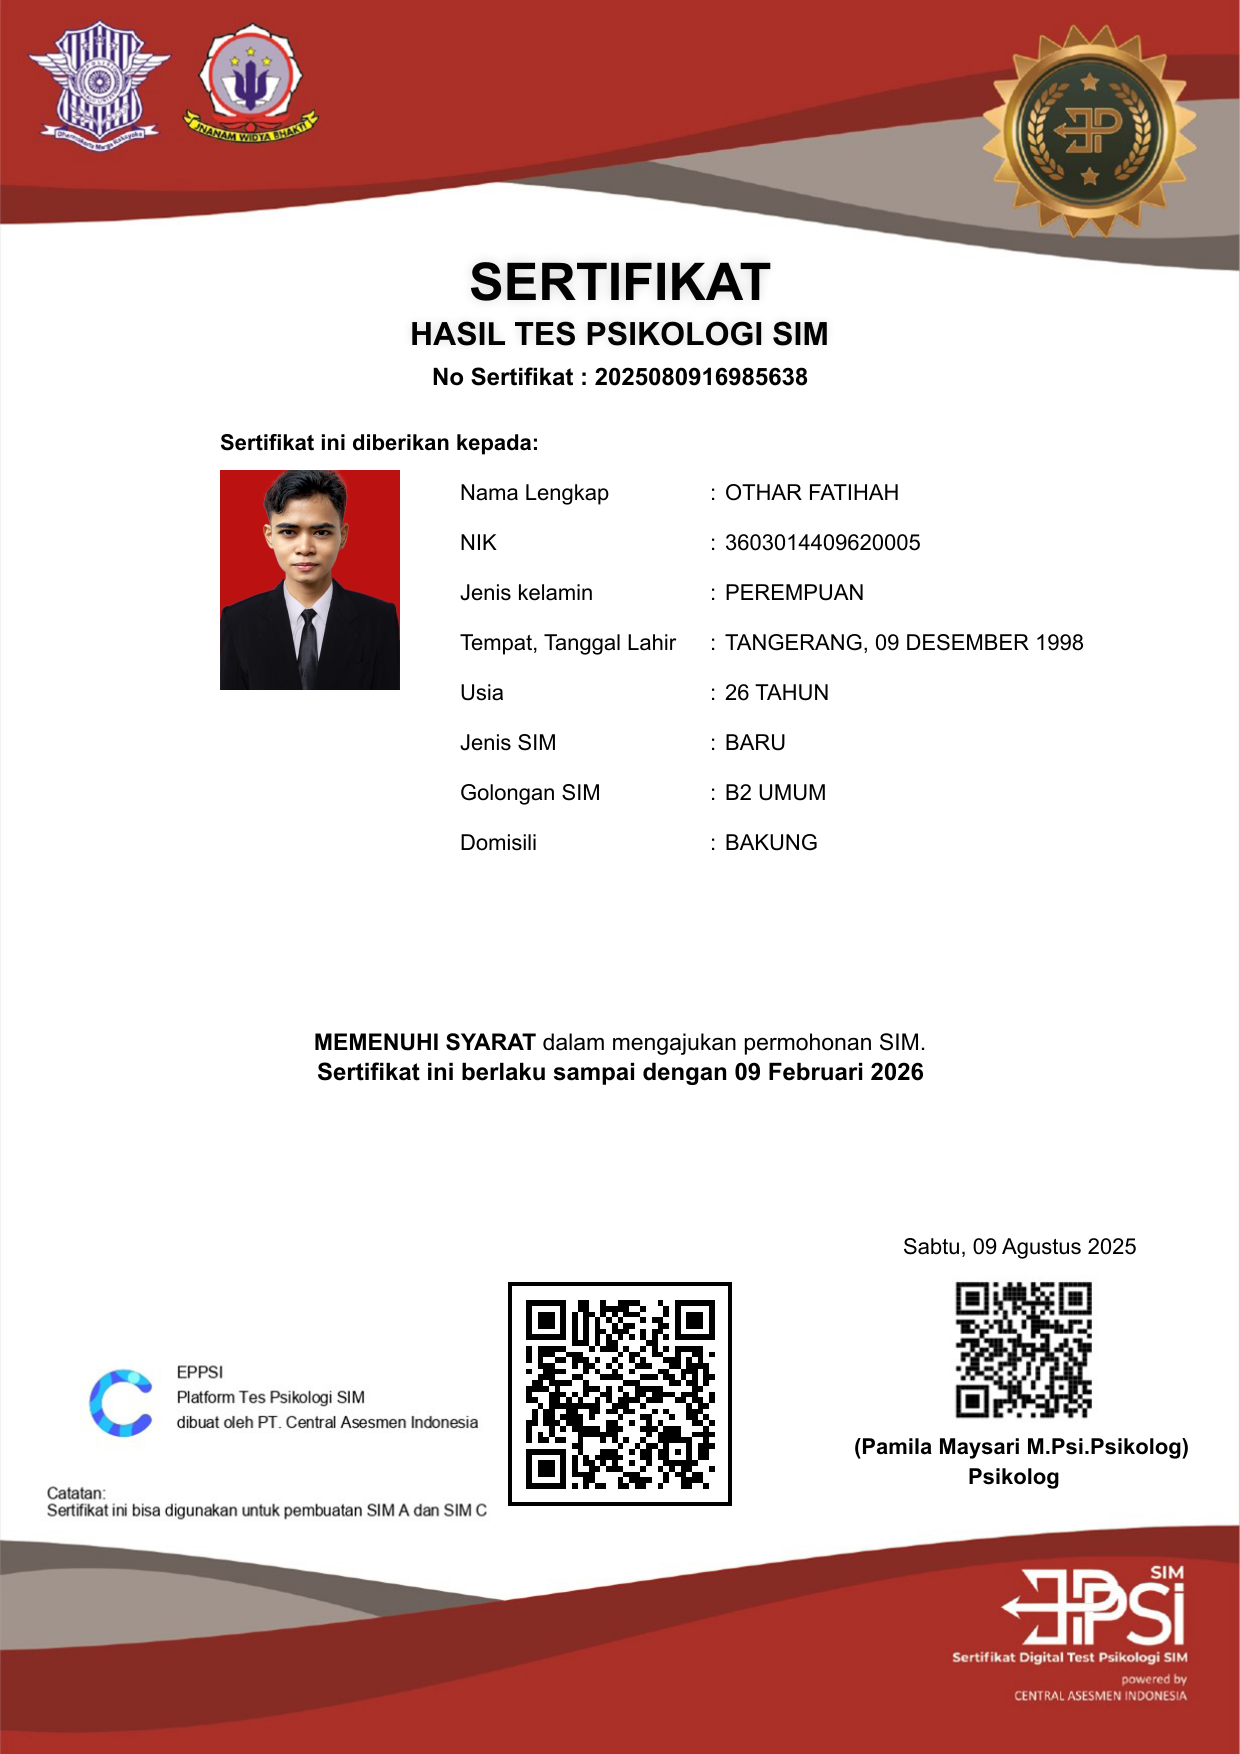 Dharmakerta Marga Raksyaka
JNANAM WIDYA BHAKTI
SERTIFIKAT
HASIL TES PSIKOLOGI SIM
No Sertifikat : 2025080916985638
Sertifikat ini diberikan kepada:
Nama Lengkap : OTHAR FATIHAH
NIK : 3603014409620005
Jenis kelamin : PEREMPUAN
Tempat, Tanggal Lahir : TANGERANG, 09 DESEMBER 1998
Usia : 26 TAHUN
Jenis SIM : BARU
Golongan SIM : B2 UMUM
Domisili : BAKUNG
MEMENUHI SYARAT dalam mengajukan permohonan SIM.
Sertifikat ini berlaku sampai dengan 09 Februari 2026
Sabtu, 09 Agustus 2025
EPPSI
Platform Tes Psikologi SIM
dibuat oleh PT. Central Asesmen Indonesia
(Pamila Maysari M.Psi.Psikolog)
Psikolog
Catatan:
Sertifikat ini bisa digunakan untuk pembuatan SIM A dan SIM C
SIM
EPPSi
Sertifikat Digital Test Psikologi SIM
powered by
CENTRAL ASESMEN INDONESIA